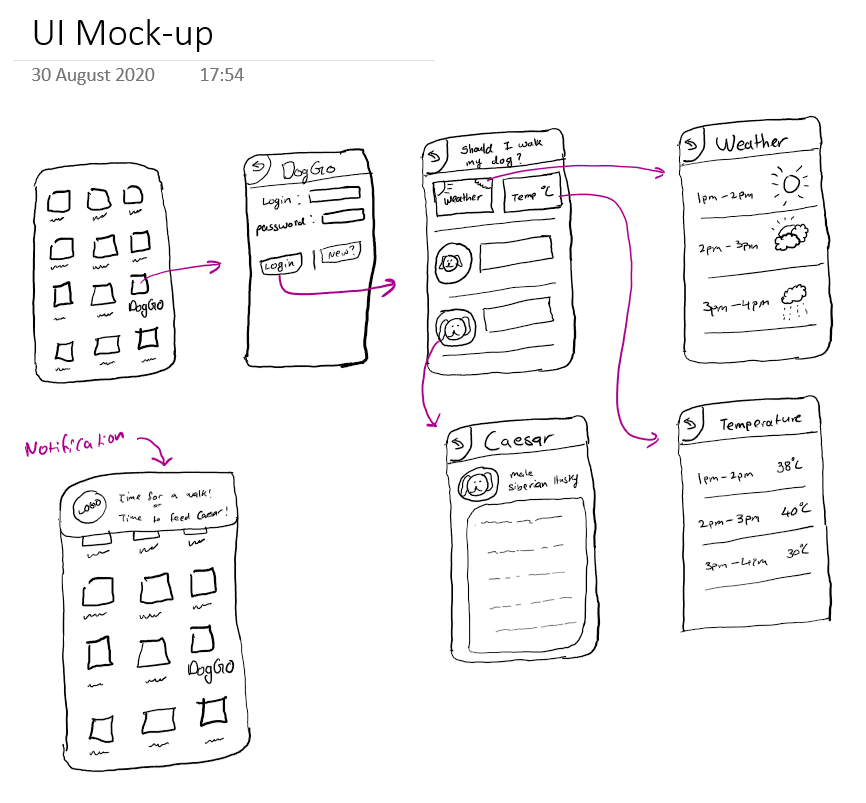 UI Mock-up
30 August 2020 17:54
DogGo
DogGo
Login :
password :
Login
New?
Should I walk
my dog?
Weather
Temp °C
Weather
1pm - 2pm
2pm - 3pm
3pm - 4pm
Notification
LOGO
Time for a walk!
or
Time to feed Caesar!
DogGo
Caesar
male
Siberian Husky
Temperature
1pm - 2pm 38°C
2pm - 3pm 40°C
3pm - 4pm 30°C